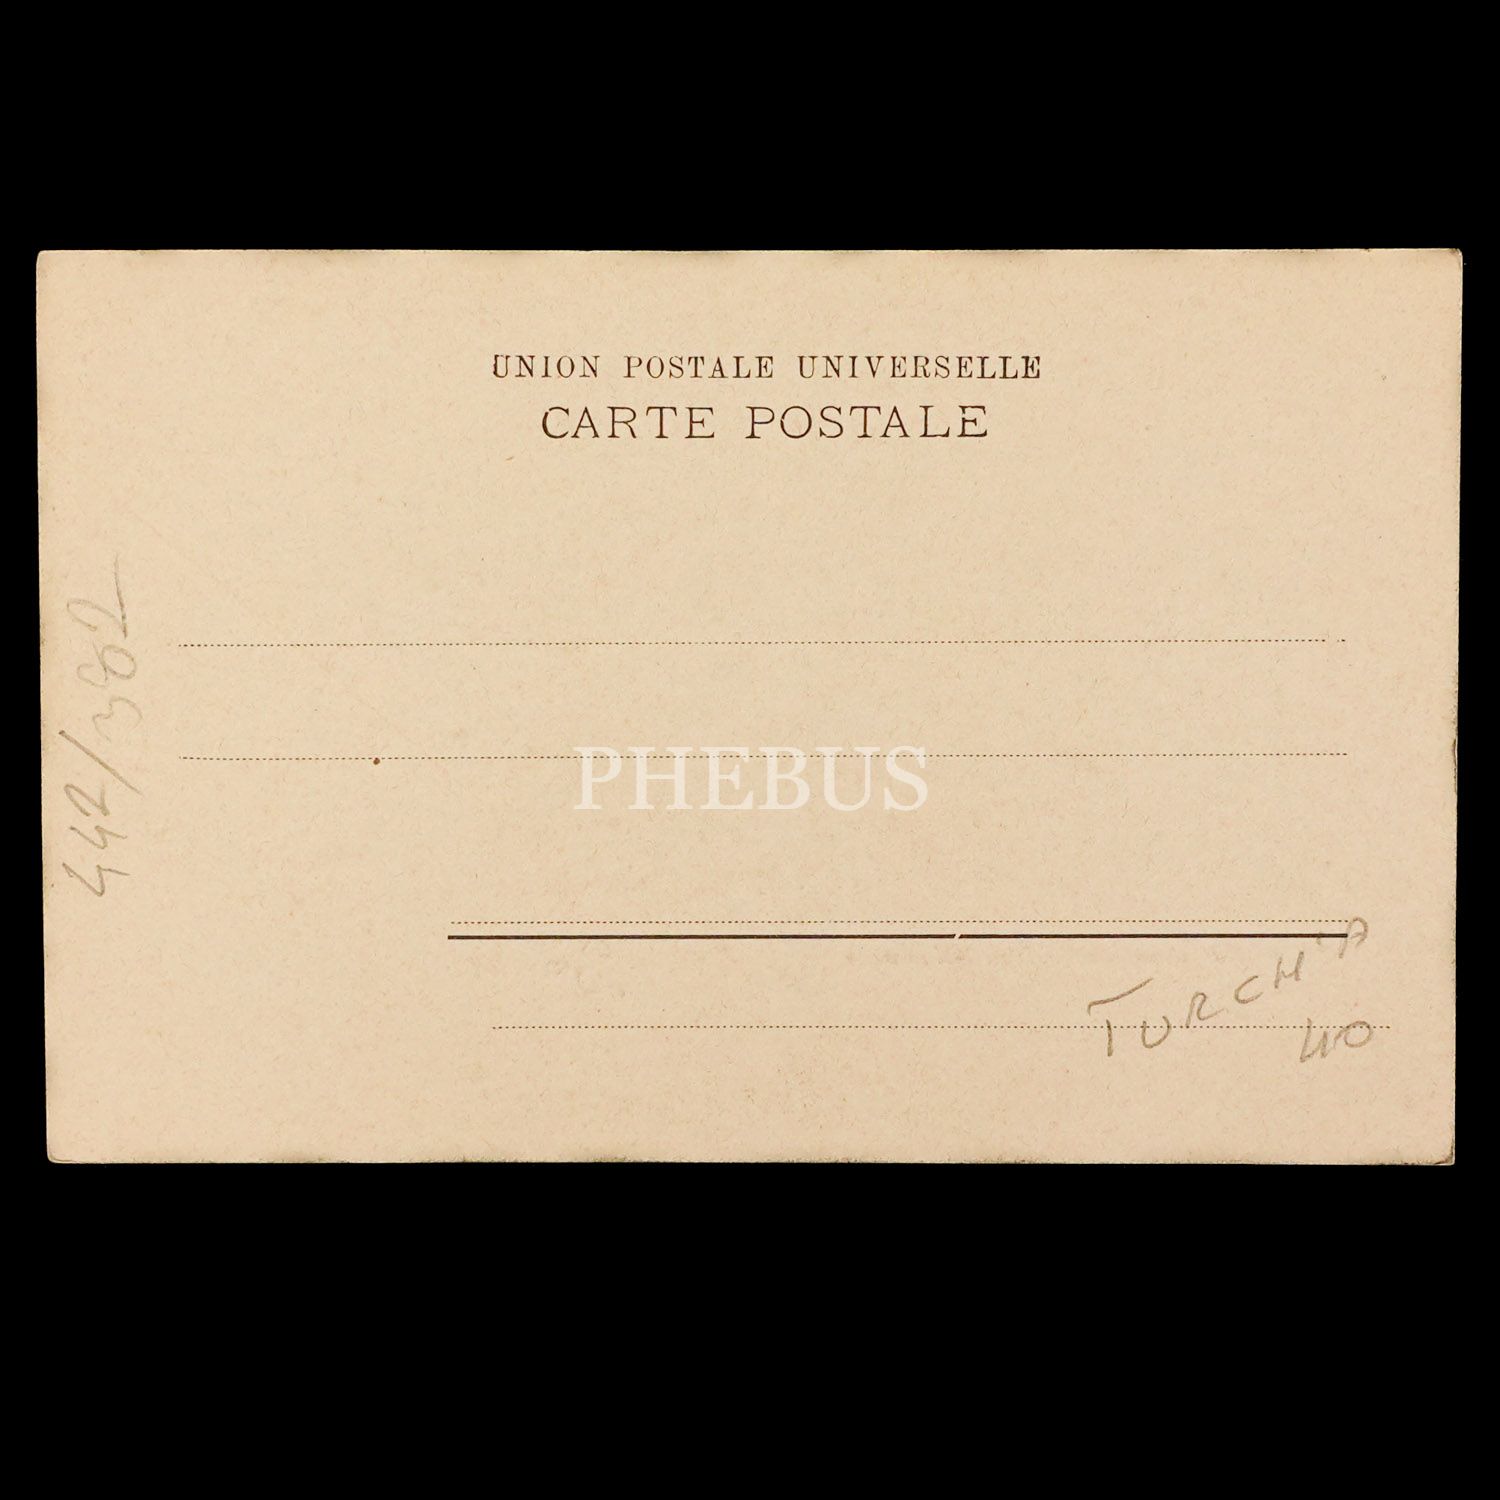 UNION POSTALE UNIVERSELLE
CARTE POSTALE
442/382
PHEBUS
TURCHIA
40